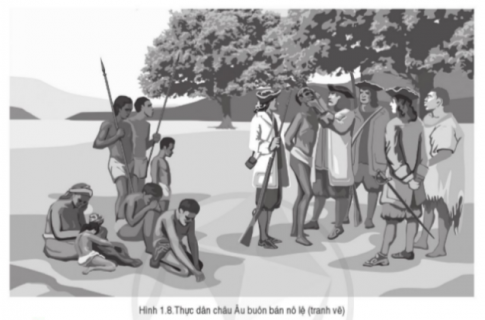 Hình 1.8.Thực dân châu Âu buôn bán nô lệ (tranh vẽ)